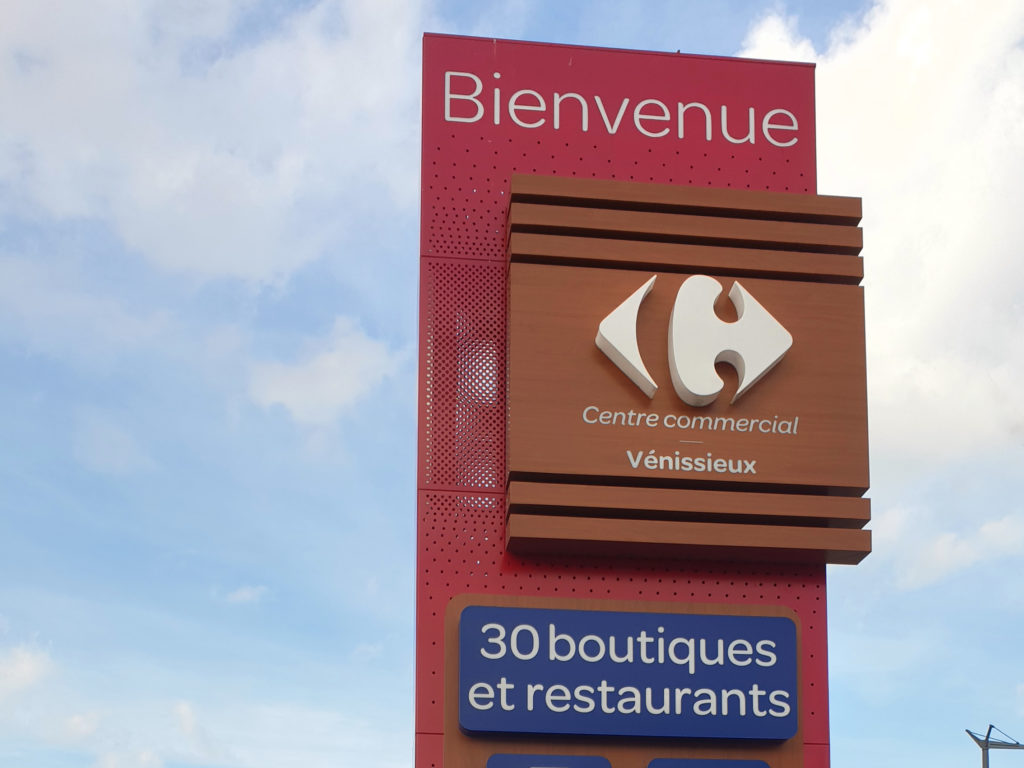 Bienvenue
Centre commercial
Vénissieux
30 boutiques
et restaurants